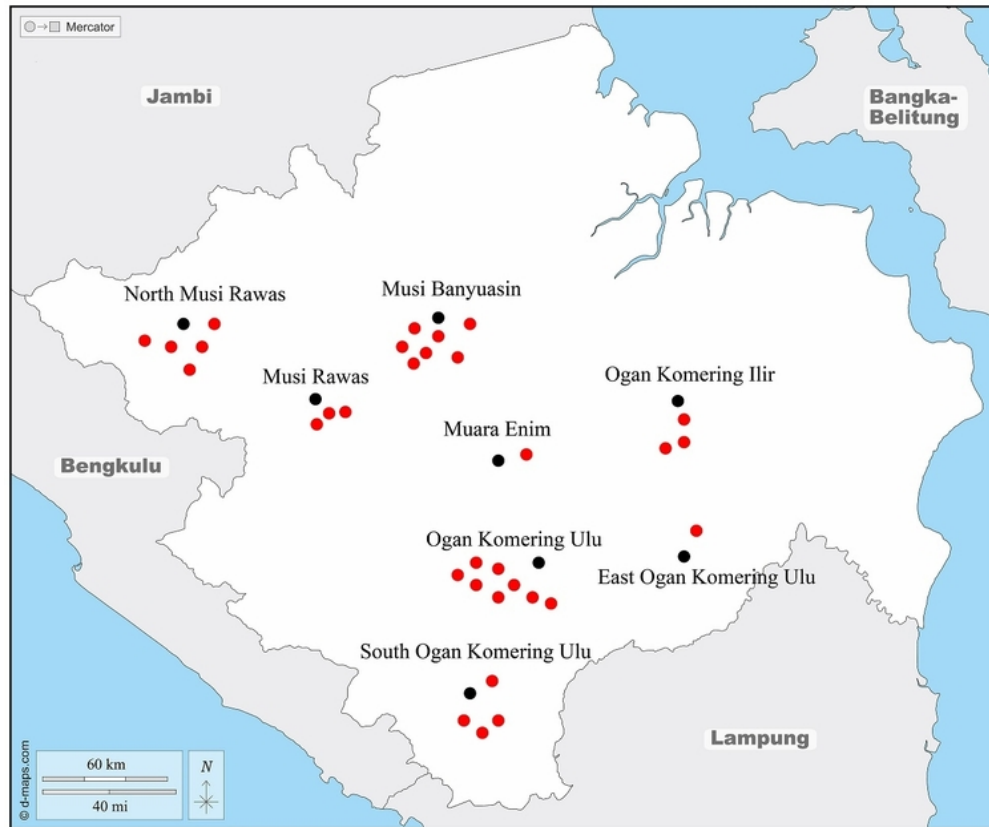 Mercator
Jambi
Bangka-
Belitung
North Musi Rawas
Musi Banyuasin
Musi Rawas
Ogan Komering Ilir
Muara Enim
Bengkulu
Ogan Komering Ulu
East Ogan Komering Ulu
South Ogan Komering Ulu
Lampung
60 km
40 mi
N
© d-maps.com